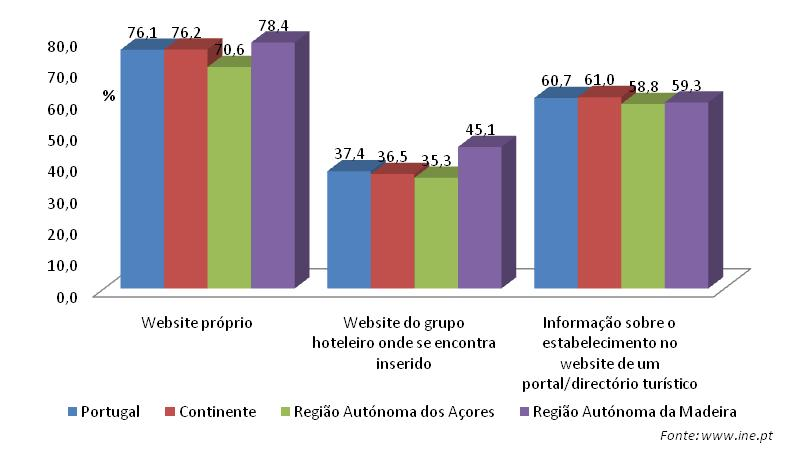 80,0
70,0
60,0
50,0
40,0
30,0
20,0
10,0
0,0
%
76,1 76,2 70,6 78,4
37,4 36,5 35,3 45,1
60,7 61,0 58,8 59,3
Website próprio
Website do grupo
hoteleiro onde se encontra
inserido
Informação sobre o
estabelecimento no
website de um
portal/directório turístico
Portugal Continente Região Autónoma dos Açores Região Autónoma da Madeira
Fonte: www.ine.pt